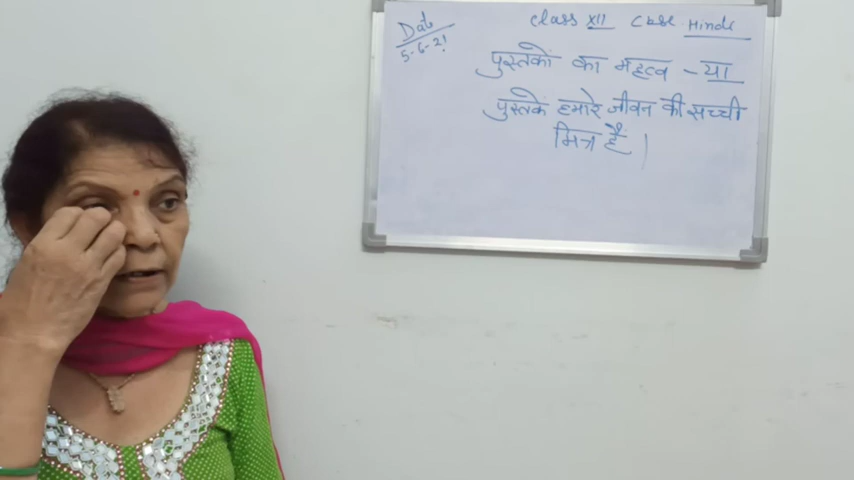 Date
5-6-21
Class XII CBSE Hindi
पुस्तकों का महत्व - या
पुस्तकें हमारे जीवन की सच्ची
मित्र हैं।